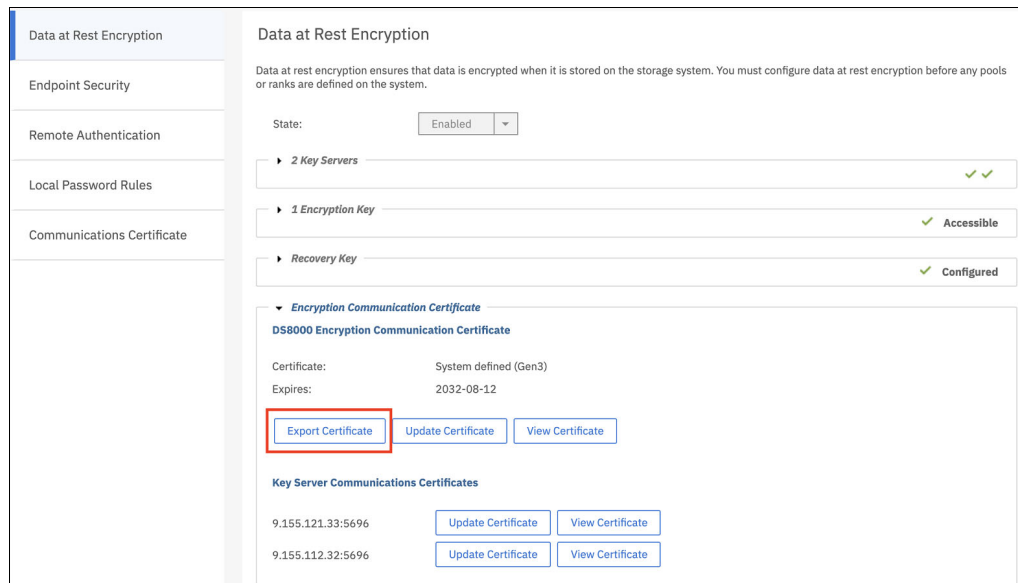 Data at Rest Encryption
Endpoint Security
Remote Authentication
Local Password Rules
Communications Certificate
Data at Rest Encryption
Data at rest encryption ensures that data is encrypted when it is stored on the storage system. You must configure data at rest encryption before any pools
or ranks are defined on the system.
State: Enabled
2 Key Servers
1 Encryption Key
Accessible
Recovery Key
Configured
Encryption Communication Certificate
DS8000 Encryption Communication Certificate
Certificate: System defined (Gen3)
Expires: 2032-08-12
Export Certificate Update Certificate View Certificate
Key Server Communications Certificates
9.155.121.33:5696 Update Certificate View Certificate
9.155.112.32:5696 Update Certificate View Certificate